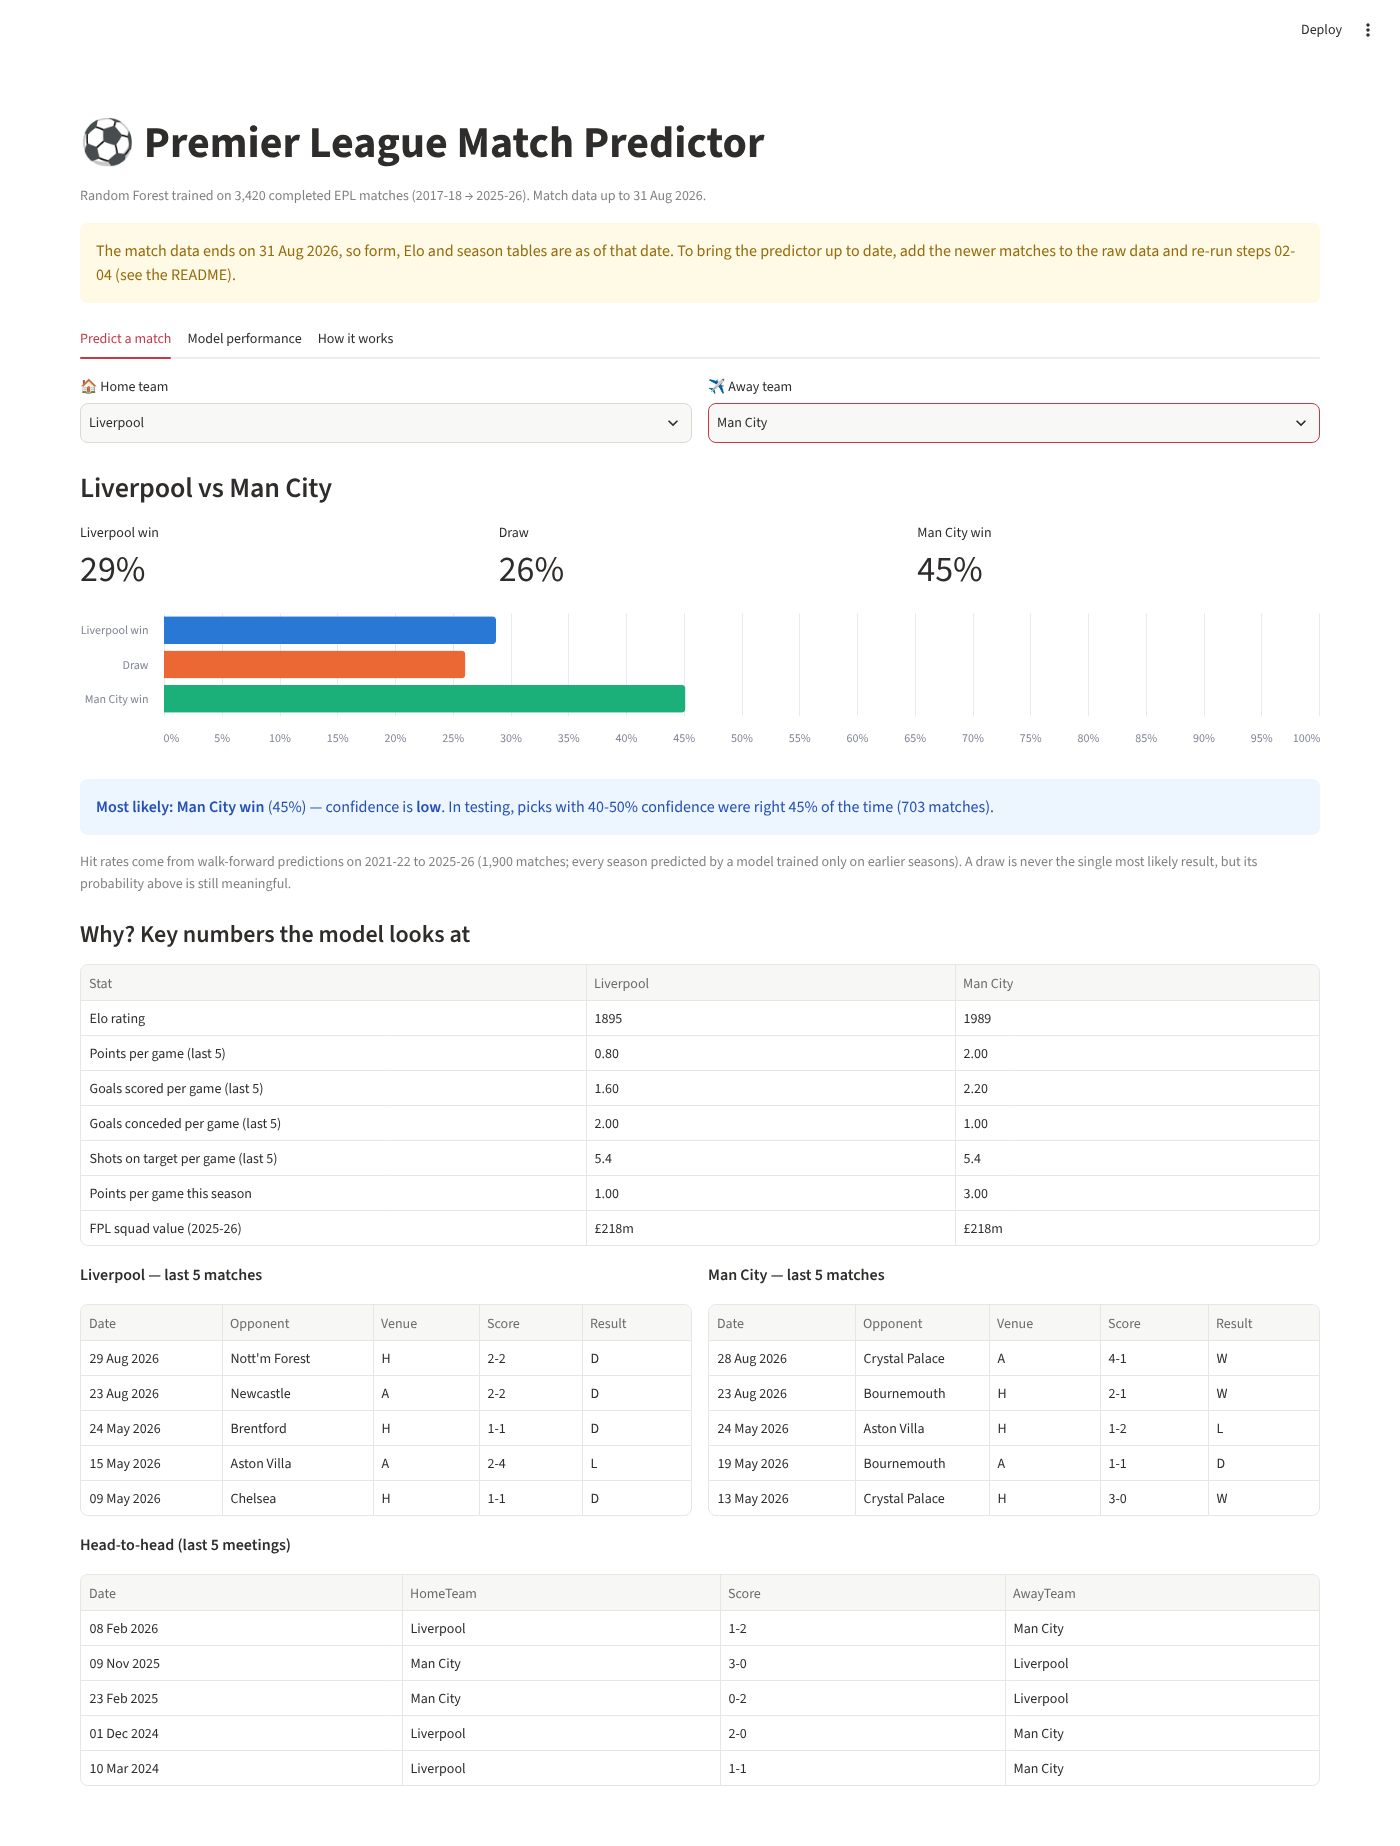 Deploy
Premier League Match Predictor
Random Forest trained on 3,420 completed EPL matches (2017-18 → 2025-26). Match data up to 31 Aug 2026.
The match data ends on 31 Aug 2026, so form, Elo and season tables are as of that date. To bring the predictor up to date, add the newer matches to the raw data and re-run steps 02-
04 (see the README).
Predict a match Model performance How it works
Home team Away team
Liverpool Man City
Liverpool vs Man City
Liverpool win Draw Man City win
29% 26% 45%
Liverpool win
Draw
Man City win
0% 5% 10% 15% 20% 25% 30% 35% 40% 45% 50% 55% 60% 65% 70% 75% 80% 85% 90% 95% 100%
Most likely: Man City win (45%) — confidence is low. In testing, picks with 40-50% confidence were right 45% of the time (703 matches).
Hit rates come from walk-forward predictions on 2021-22 to 2025-26 (1,900 matches; every season predicted by a model trained only on earlier seasons). A draw is never the single most likely result, but its
probability above is still meaningful.
Why? Key numbers the model looks at
Stat Liverpool Man City
Elo rating 1895 1989
Points per game (last 5) 0.80 2.00
Goals scored per game (last 5) 1.60 2.20
Goals conceded per game (last 5) 2.00 1.00
Shots on target per game (last 5) 5.4 5.4
Points per game this season 1.00 3.00
FPL squad value (2025-26) £218m £218m
Liverpool — last 5 matches
Date Opponent Venue Score Result
29 Aug 2026 Nott'm Forest H 2-2 D
23 Aug 2026 Newcastle A 2-2 D
24 May 2026 Brentford H 1-1 D
15 May 2026 Aston Villa A 2-4 L
09 May 2026 Chelsea H 1-1 D
Man City — last 5 matches
Date Opponent Venue Score Result
28 Aug 2026 Crystal Palace A 4-1 W
23 Aug 2026 Bournemouth H 2-1 W
24 May 2026 Aston Villa H 1-2 L
19 May 2026 Bournemouth A 1-1 D
13 May 2026 Crystal Palace H 3-0 W
Head-to-head (last 5 meetings)
Date HomeTeam Score AwayTeam
08 Feb 2026 Liverpool 1-2 Man City
09 Nov 2025 Man City 3-0 Liverpool
23 Feb 2025 Man City 0-2 Liverpool
01 Dec 2024 Liverpool 2-0 Man City
10 Mar 2024 Liverpool 1-1 Man City